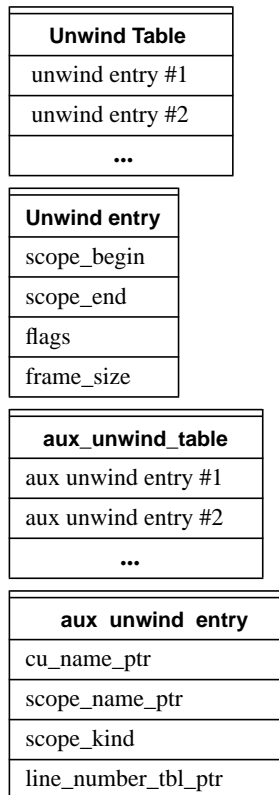 Unwind Table
unwind entry #1
unwind entry #2
...
Unwind entry
scope_begin
scope_end
flags
frame_size
aux_unwind_table
aux unwind entry #1
aux unwind entry #2
...
aux unwind entry
cu_name_ptr
scope_name_ptr
scope_kind
line_number_tbl_ptr